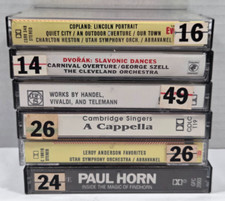 COPLAND: LINCOLN PORTRAIT
QUIET CITY / AN OUTDOOR OVERTURE / OUR TOWN
CHARLTON HESTON / UTAH SYMPHONY ORCH. / ABRAVANEL
16
14
DVOŘÁK: SLAVONIC DANCES
CARNIVAL OVERTURE / GEORGE SZELL
THE CLEVELAND ORCHESTRA
WORKS BY HANDEL,
VIVALDI, AND TELEMANN
49
26
Cambridge Singers
A Cappella
LEROY ANDERSON FAVORITES
UTAH SYMPHONY ORCHESTRA / ABRAVANEL
26
24
PAUL HORN
INSIDE THE MAGIC OF FINDHORN